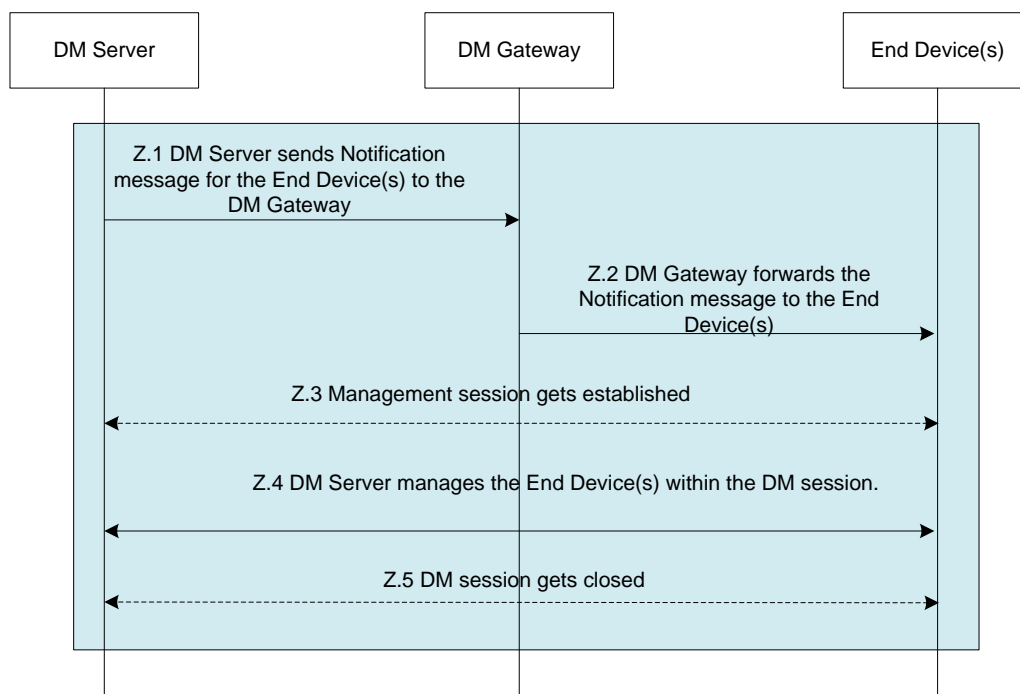 DM Server
DM Gateway
End Device(s)
Z.1 DM Server sends Notification
message for the End Device(s) to the
DM Gateway
Z.2 DM Gateway forwards the
Notification message to the End
Device(s)
Z.3 Management session gets established
Z.4 DM Server manages the End Device(s) within the DM session.
Z.5 DM session gets closed